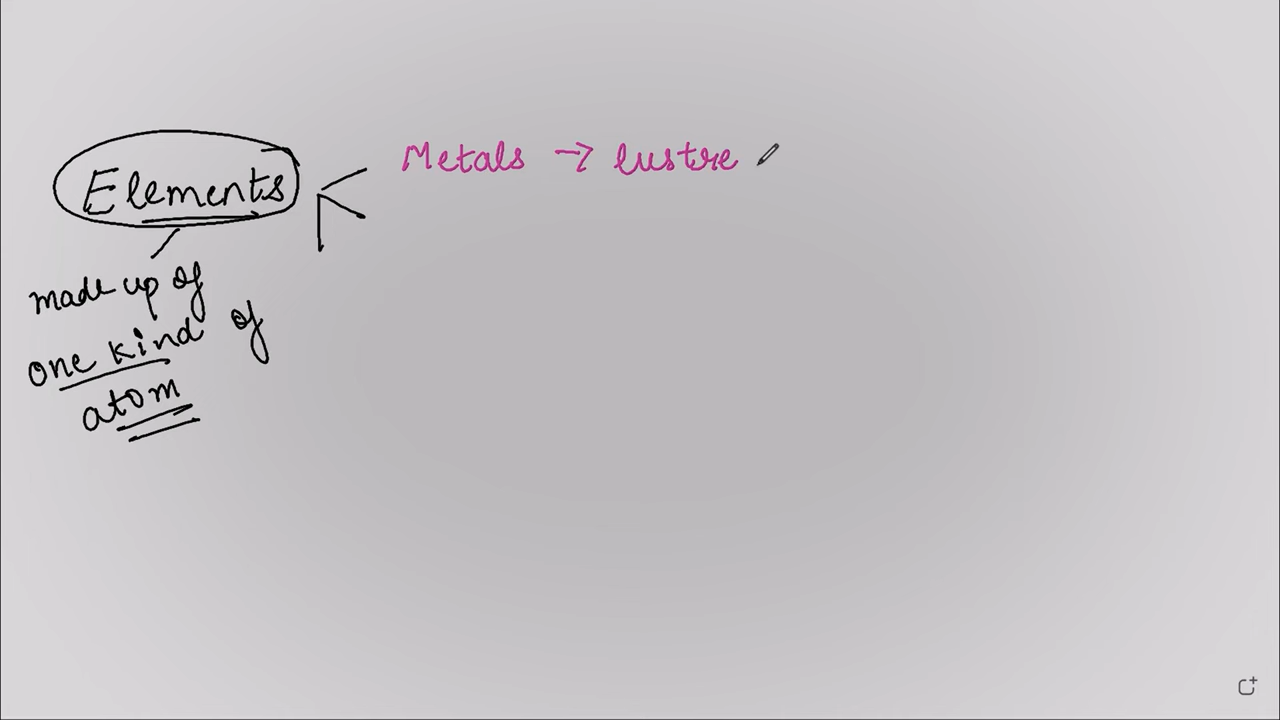 Elements
Metals → lustre
made up of
one kind of
atom